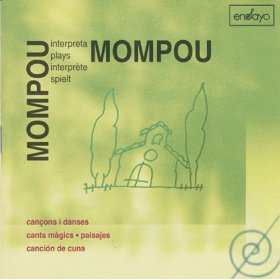 ensayo
MOMPOU
interpreta
plays
interprète
spielt
MOMPOU
cançons i danses
cants màgics • paisajes
canción de cuna